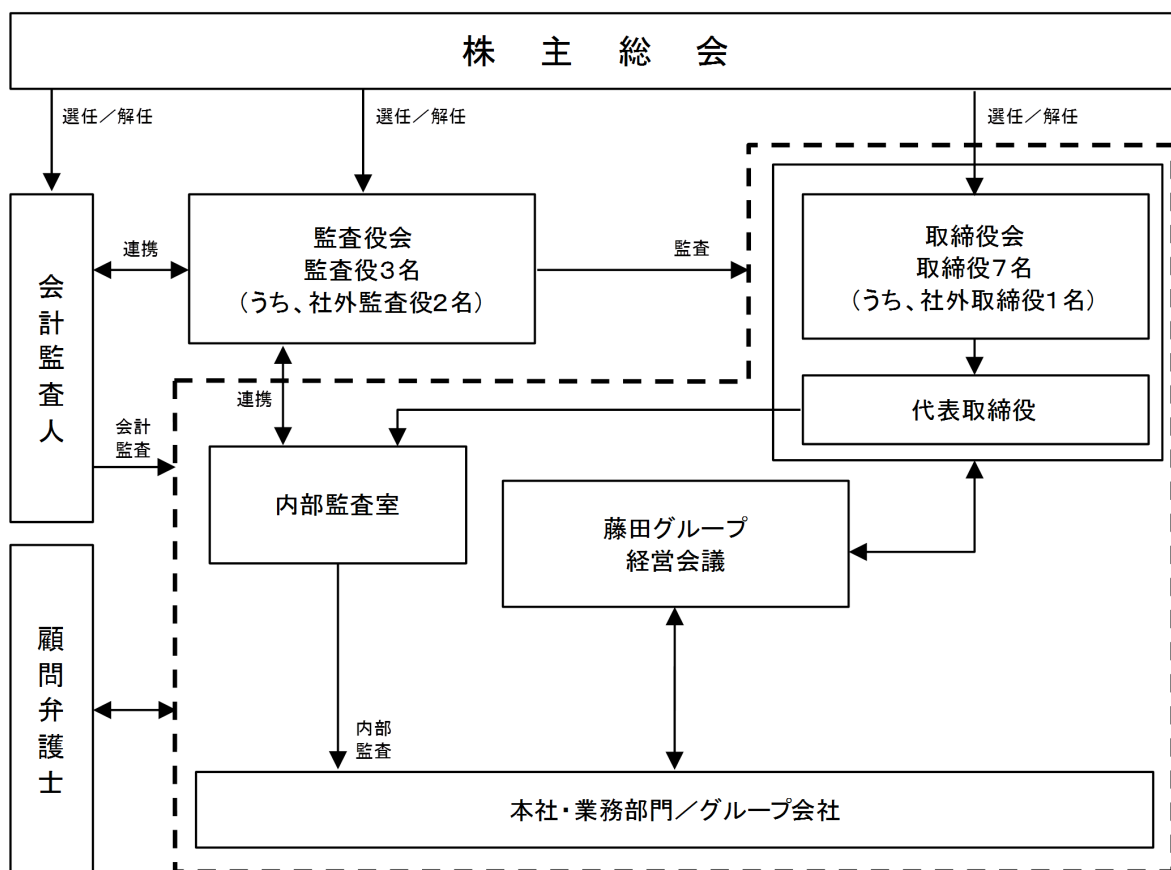 株主総会
選任／解任
選任／解任
選任／解任
会計監査人
連携
監査役会
監査役3名
（うち、社外監査役2名）
監査
取締役会
取締役7名
（うち、社外取締役1名）
代表取締役
連携
会計
監査
内部監査室
藤田グループ
経営会議
顧問弁護士
内部
監査
本社・業務部門／グループ会社